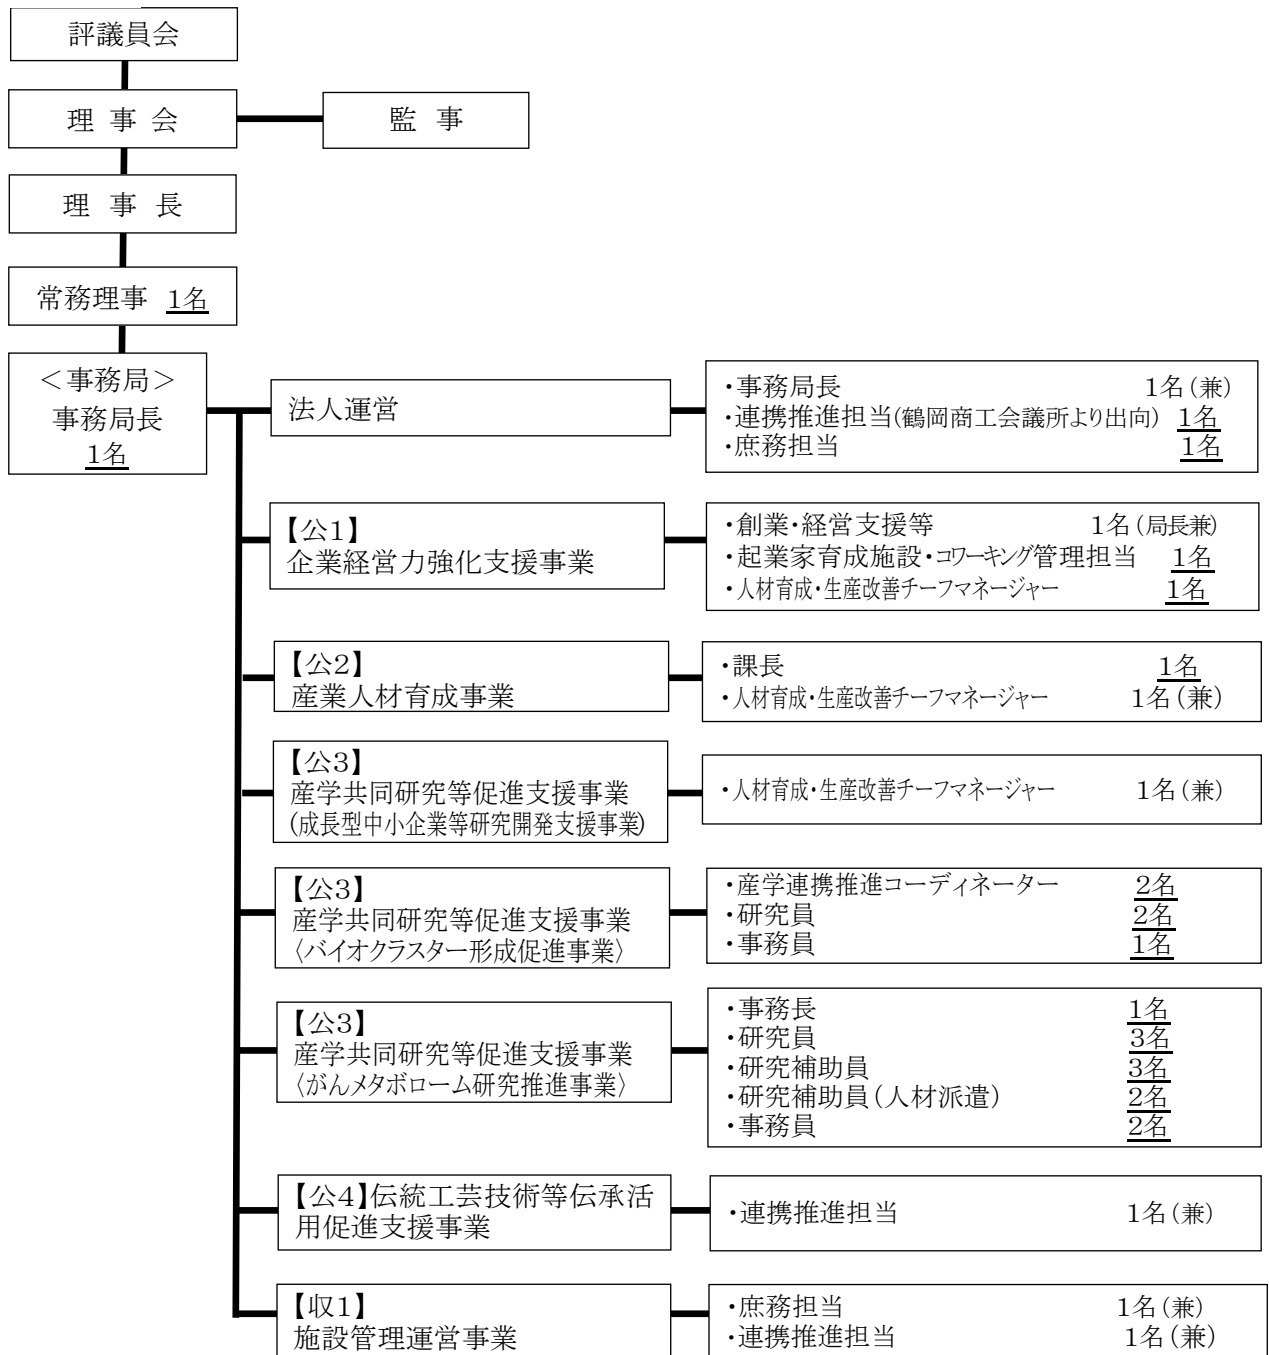 評議員会
理 事 会
監 事
理 事 長
常務理事 1名
＜事務局＞
事務局長
1名
法人運営
・事務局長 1名(兼)
・連携推進担当(鶴岡商工会議所より出向) 1名
・庶務担当 1名
【公1】
企業経営力強化支援事業
・創業・経営支援等 1名(局長兼)
・起業家育成施設・コワーキング管理担当 1名
・人材育成・生産改善チーフマネージャー 1名
【公2】
産業人材育成事業
・課長 1名
・人材育成・生産改善チーフマネージャー 1名(兼)
【公3】
産学共同研究等促進支援事業
(成長型中小企業等研究開発支援事業)
・人材育成・生産改善チーフマネージャー 1名(兼)
【公3】
産学共同研究等促進支援事業
〈バイオクラスター形成促進事業〉
・産学連携推進コーディネーター 2名
・研究員 2名
・事務員 1名
【公3】
産学共同研究等促進支援事業
〈がんメタボローム研究推進事業〉
・事務長 1名
・研究員 3名
・研究補助員 3名
・研究補助員(人材派遣) 2名
・事務員 2名
【公4】伝統工芸技術等伝承活
用促進支援事業
・連携推進担当 1名(兼)
【収1】
施設管理運営事業
・庶務担当 1名(兼)
・連携推進担当 1名(兼)